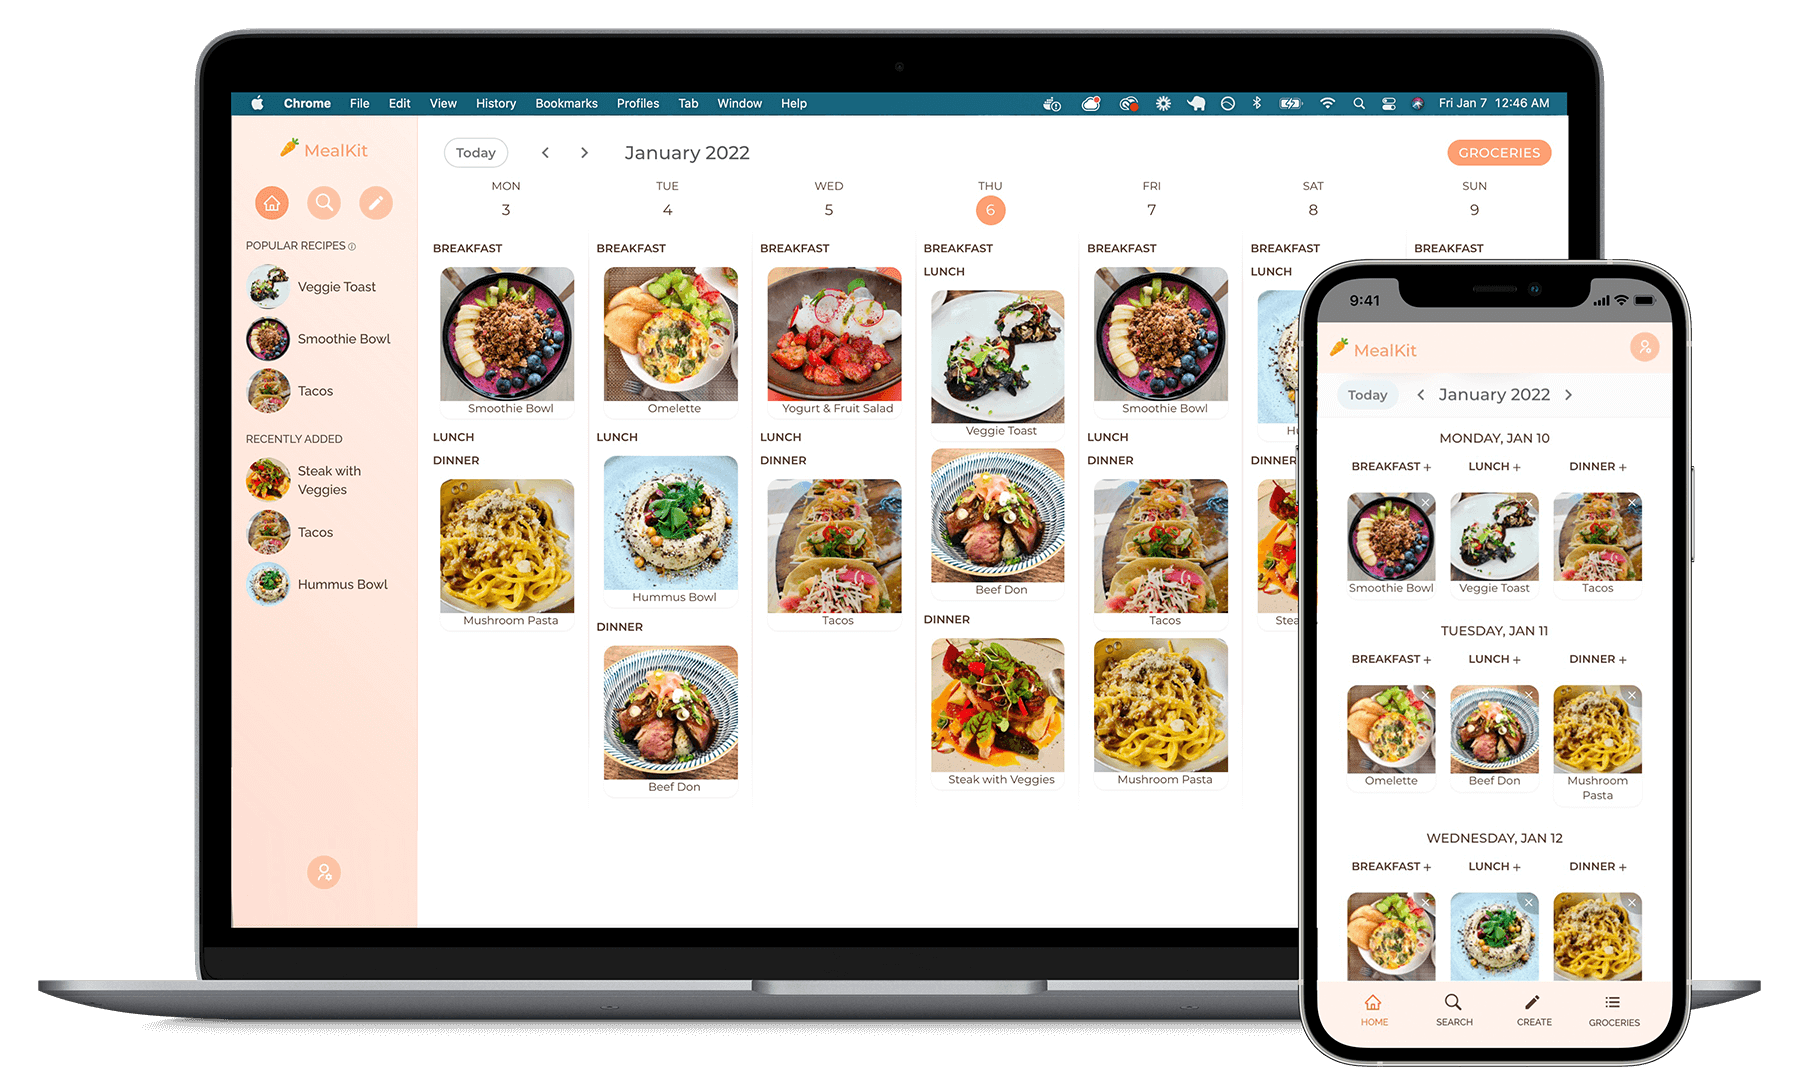 Chrome File Edit View History Bookmarks Profiles Tab Window Help
Fri Jan 7 12:46 AM
MealKit
POPULAR RECIPES
Veggie Toast
Smoothie Bowl
Tacos
RECENTLY ADDED
Steak with
Veggies
Tacos
Hummus Bowl
Today
January 2022
GROCERIES
MON TUE WED THU FRI SAT SUN
3 4 5 6 7 8 9
BREAKFAST
Smoothie Bowl
LUNCH
DINNER
Mushroom Pasta
BREAKFAST
Omelette
LUNCH
Hummus Bowl
DINNER
Beef Don
BREAKFAST
Yogurt & Fruit Salad
LUNCH
DINNER
Tacos
BREAKFAST
LUNCH
Veggie Toast
Beef Don
DINNER
Steak with Veggies
BREAKFAST
Smoothie Bowl
LUNCH
DINNER
Tacos
Mushroom Pasta
BREAKFAST
LUNCH
DINNER
BREAKFAST
9:41
MealKit
Today
January 2022
MONDAY, JAN 10
BREAKFAST + LUNCH + DINNER +
Smoothie Bowl
Veggie Toast
Tacos
TUESDAY, JAN 11
BREAKFAST + LUNCH + DINNER +
Omelette
Beef Don
Mushroom
Pasta
WEDNESDAY, JAN 12
BREAKFAST + LUNCH + DINNER +
HOME SEARCH CREATE GROCERIES